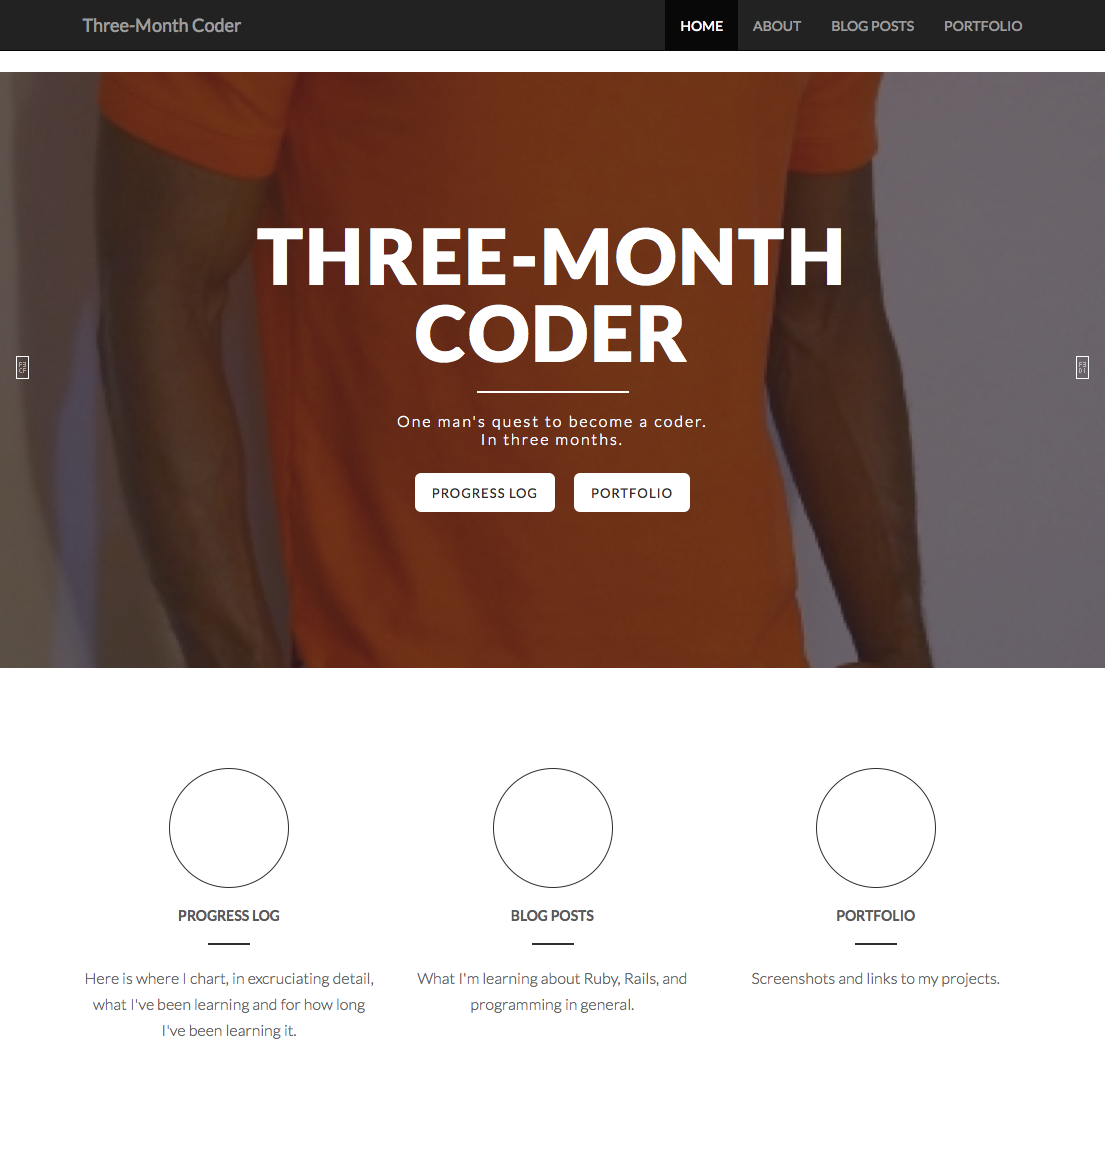 Three-Month Coder
HOME ABOUT BLOG POSTS PORTFOLIO
THREE-MONTH
CODER
One man's quest to become a coder.
In three months.
PROGRESS LOG PORTFOLIO
PROGRESS LOG
Here is where I chart, in excruciating detail,
what I've been learning and for how long
I've been learning it.
BLOG POSTS
What I'm learning about Ruby, Rails, and
programming in general.
PORTFOLIO
Screenshots and links to my projects.